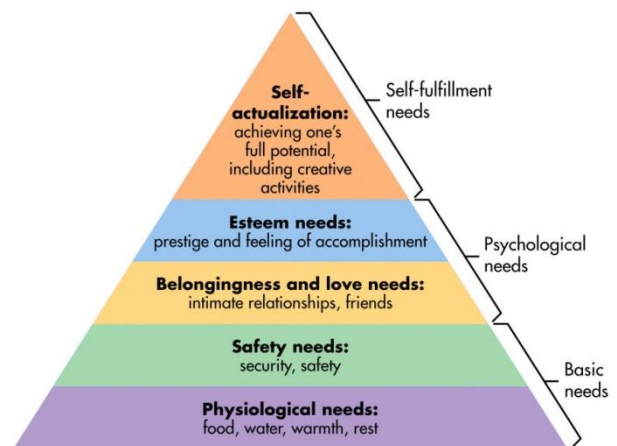 Self-
actualization:
achieving one's
full potential,
including creative
activities
Self-fulfillment
needs
Esteem needs:
prestige and feeling of accomplishment
Belongingness and love needs:
intimate relationships, friends
Psychological
needs
Safety needs:
security, safety
Physiological needs:
food, water, warmth, rest
Basic
needs